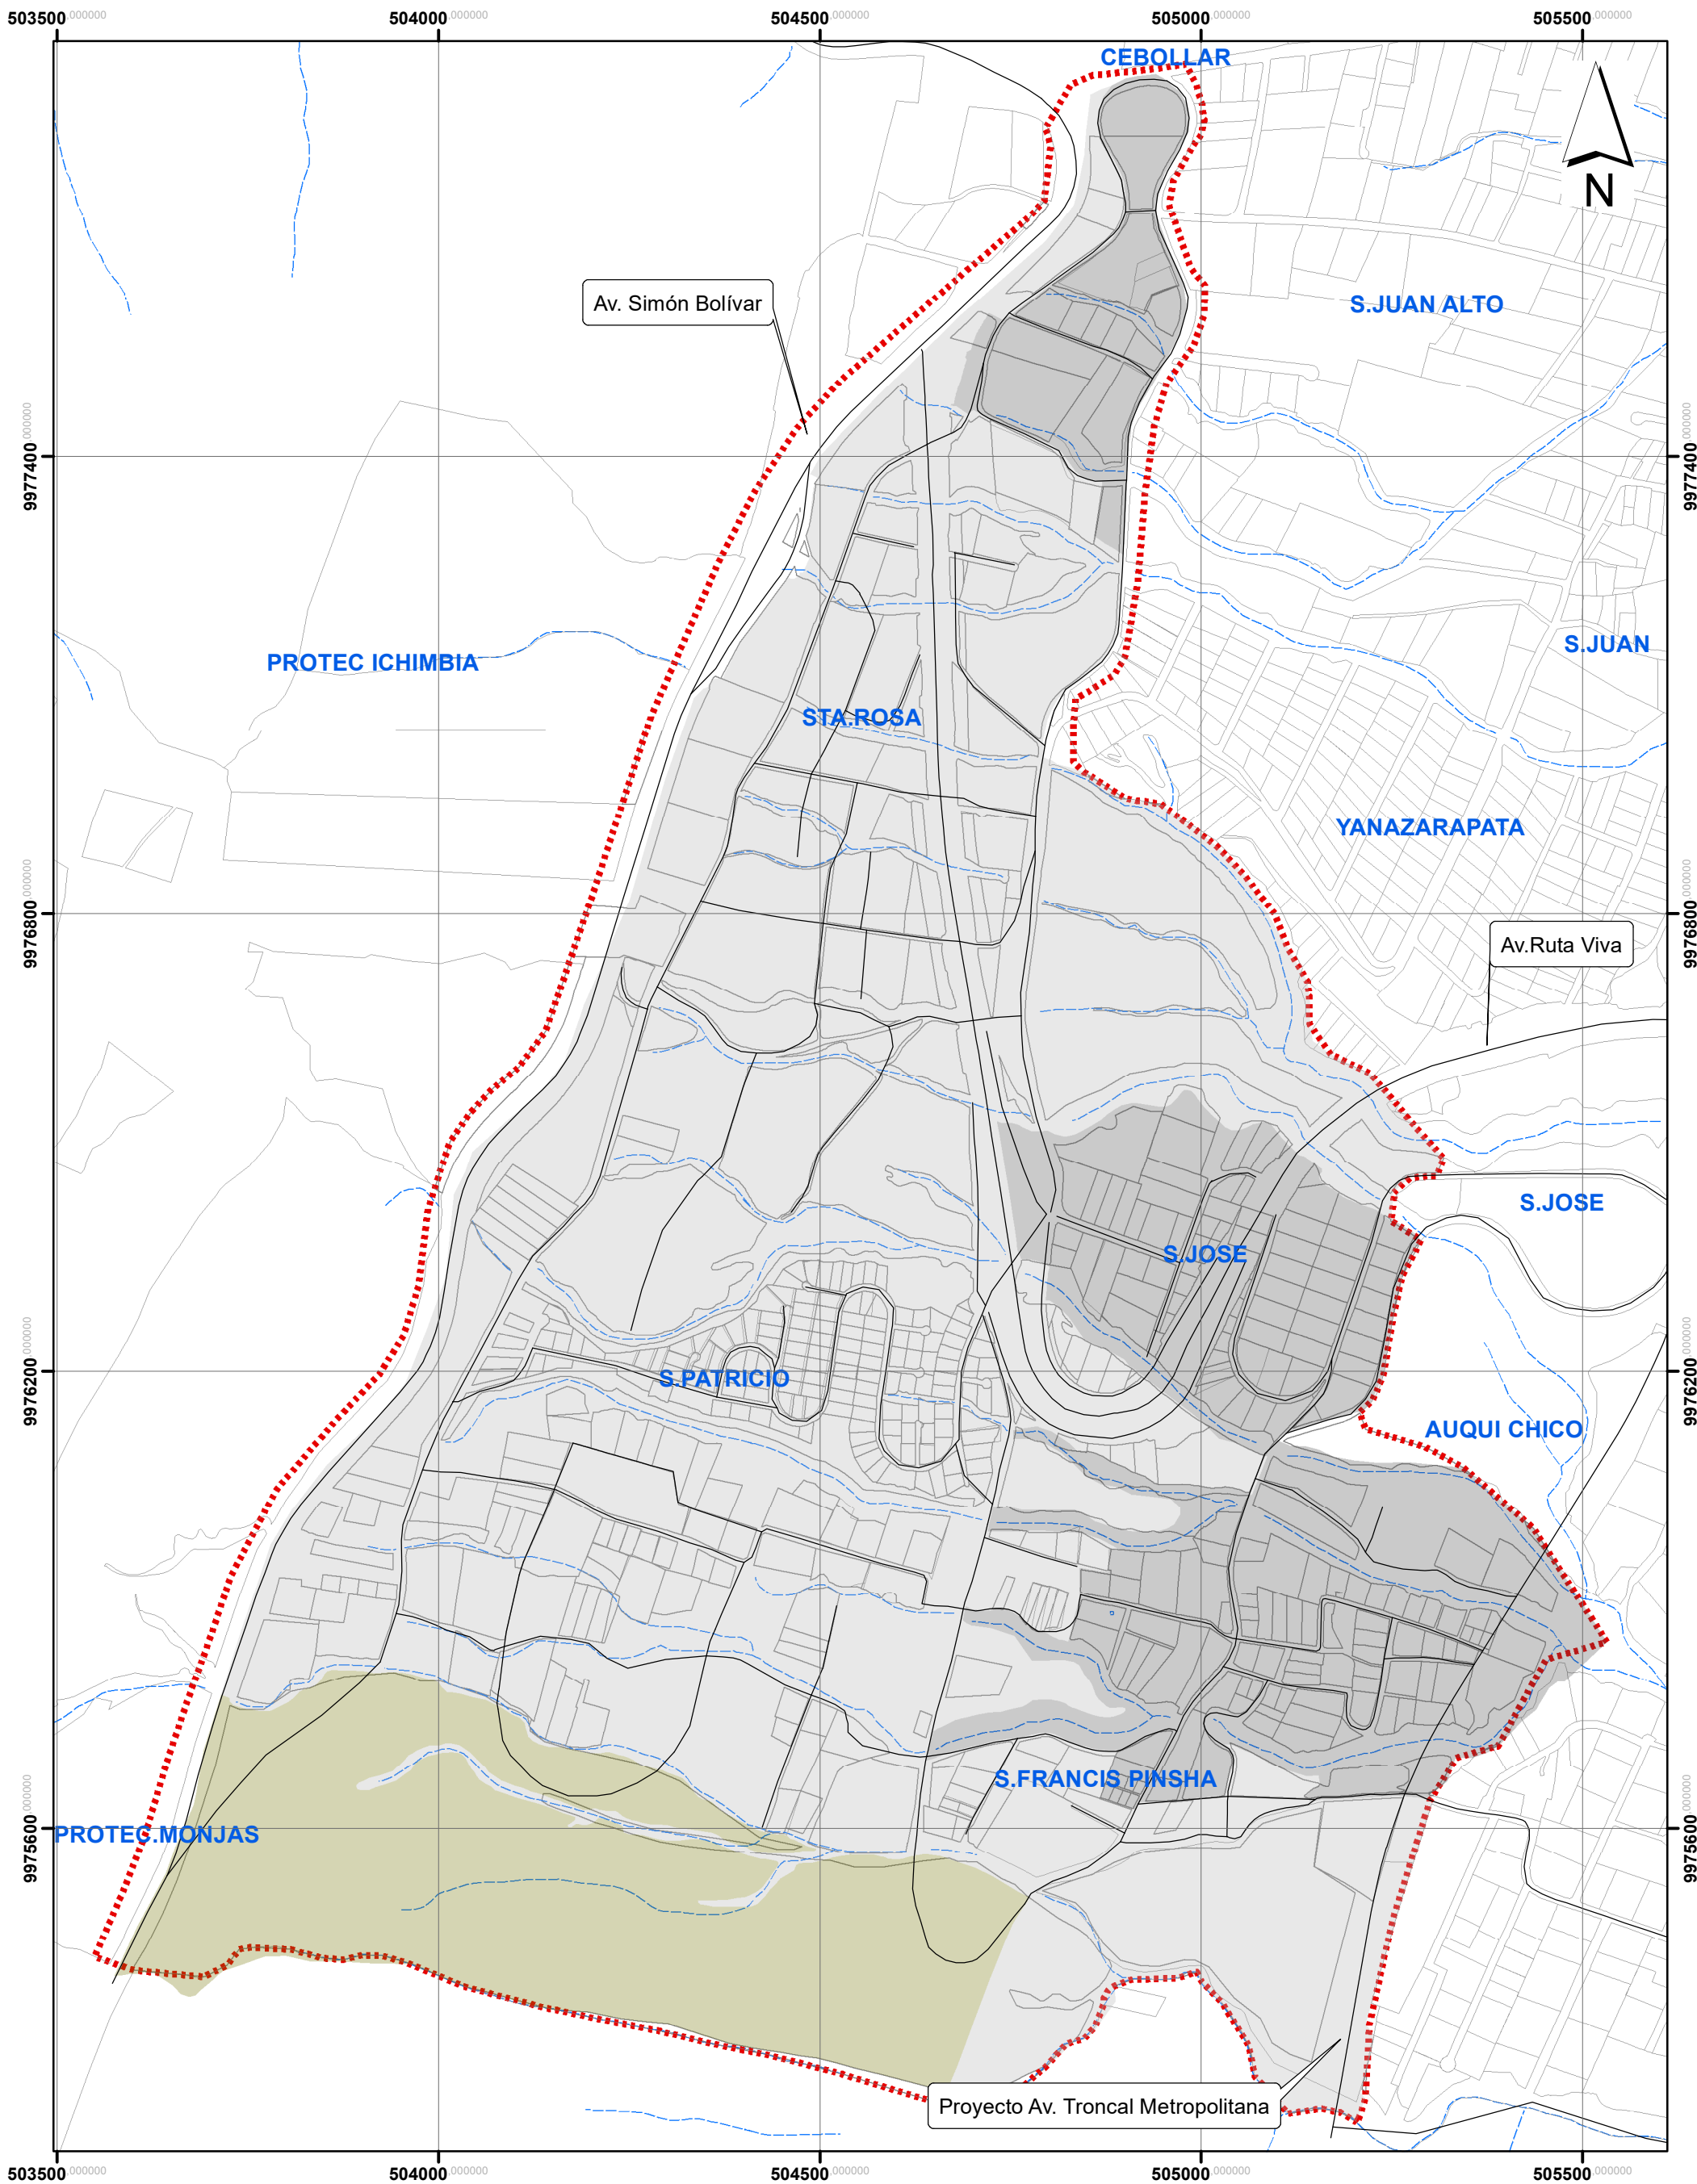 503500.000000 504000.000000 504500.000000 505000.000000 505500.000000
CEBOLLAR
N
Av. Simón Bolívar
S.JUAN ALTO
9977400.000000 9977400.000000
S.JUAN
PROTEC ICHIMBIA
STA.ROSA
YANAZARAPATA
9976800.000000 9976800.000000
Av.Ruta Viva
S.JOSE
S.JOSE
9976200.000000 9976200.000000
S.PATRICIO
AUQUI CHICO
S.FRANCIS PINSHA
9975600.000000 9975600.000000
PROTEC.MONJAS
Proyecto Av. Troncal Metropolitana
503500.000000 504000.000000 504500.000000 505000.000000 505500.000000